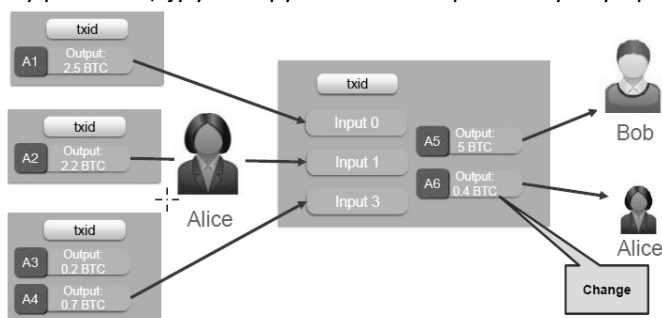 txid
A1 Output:
2.5 BTC
txid
A2 Output:
2.2 BTC
txid
A3 Output:
0.2 BTC
A4 Output:
0.7 BTC
Alice
txid
Input 0
Input 1
Input 3
A5 Output:
5 BTC
A6 Output:
0.4 BTC
Bob
Alice
Change